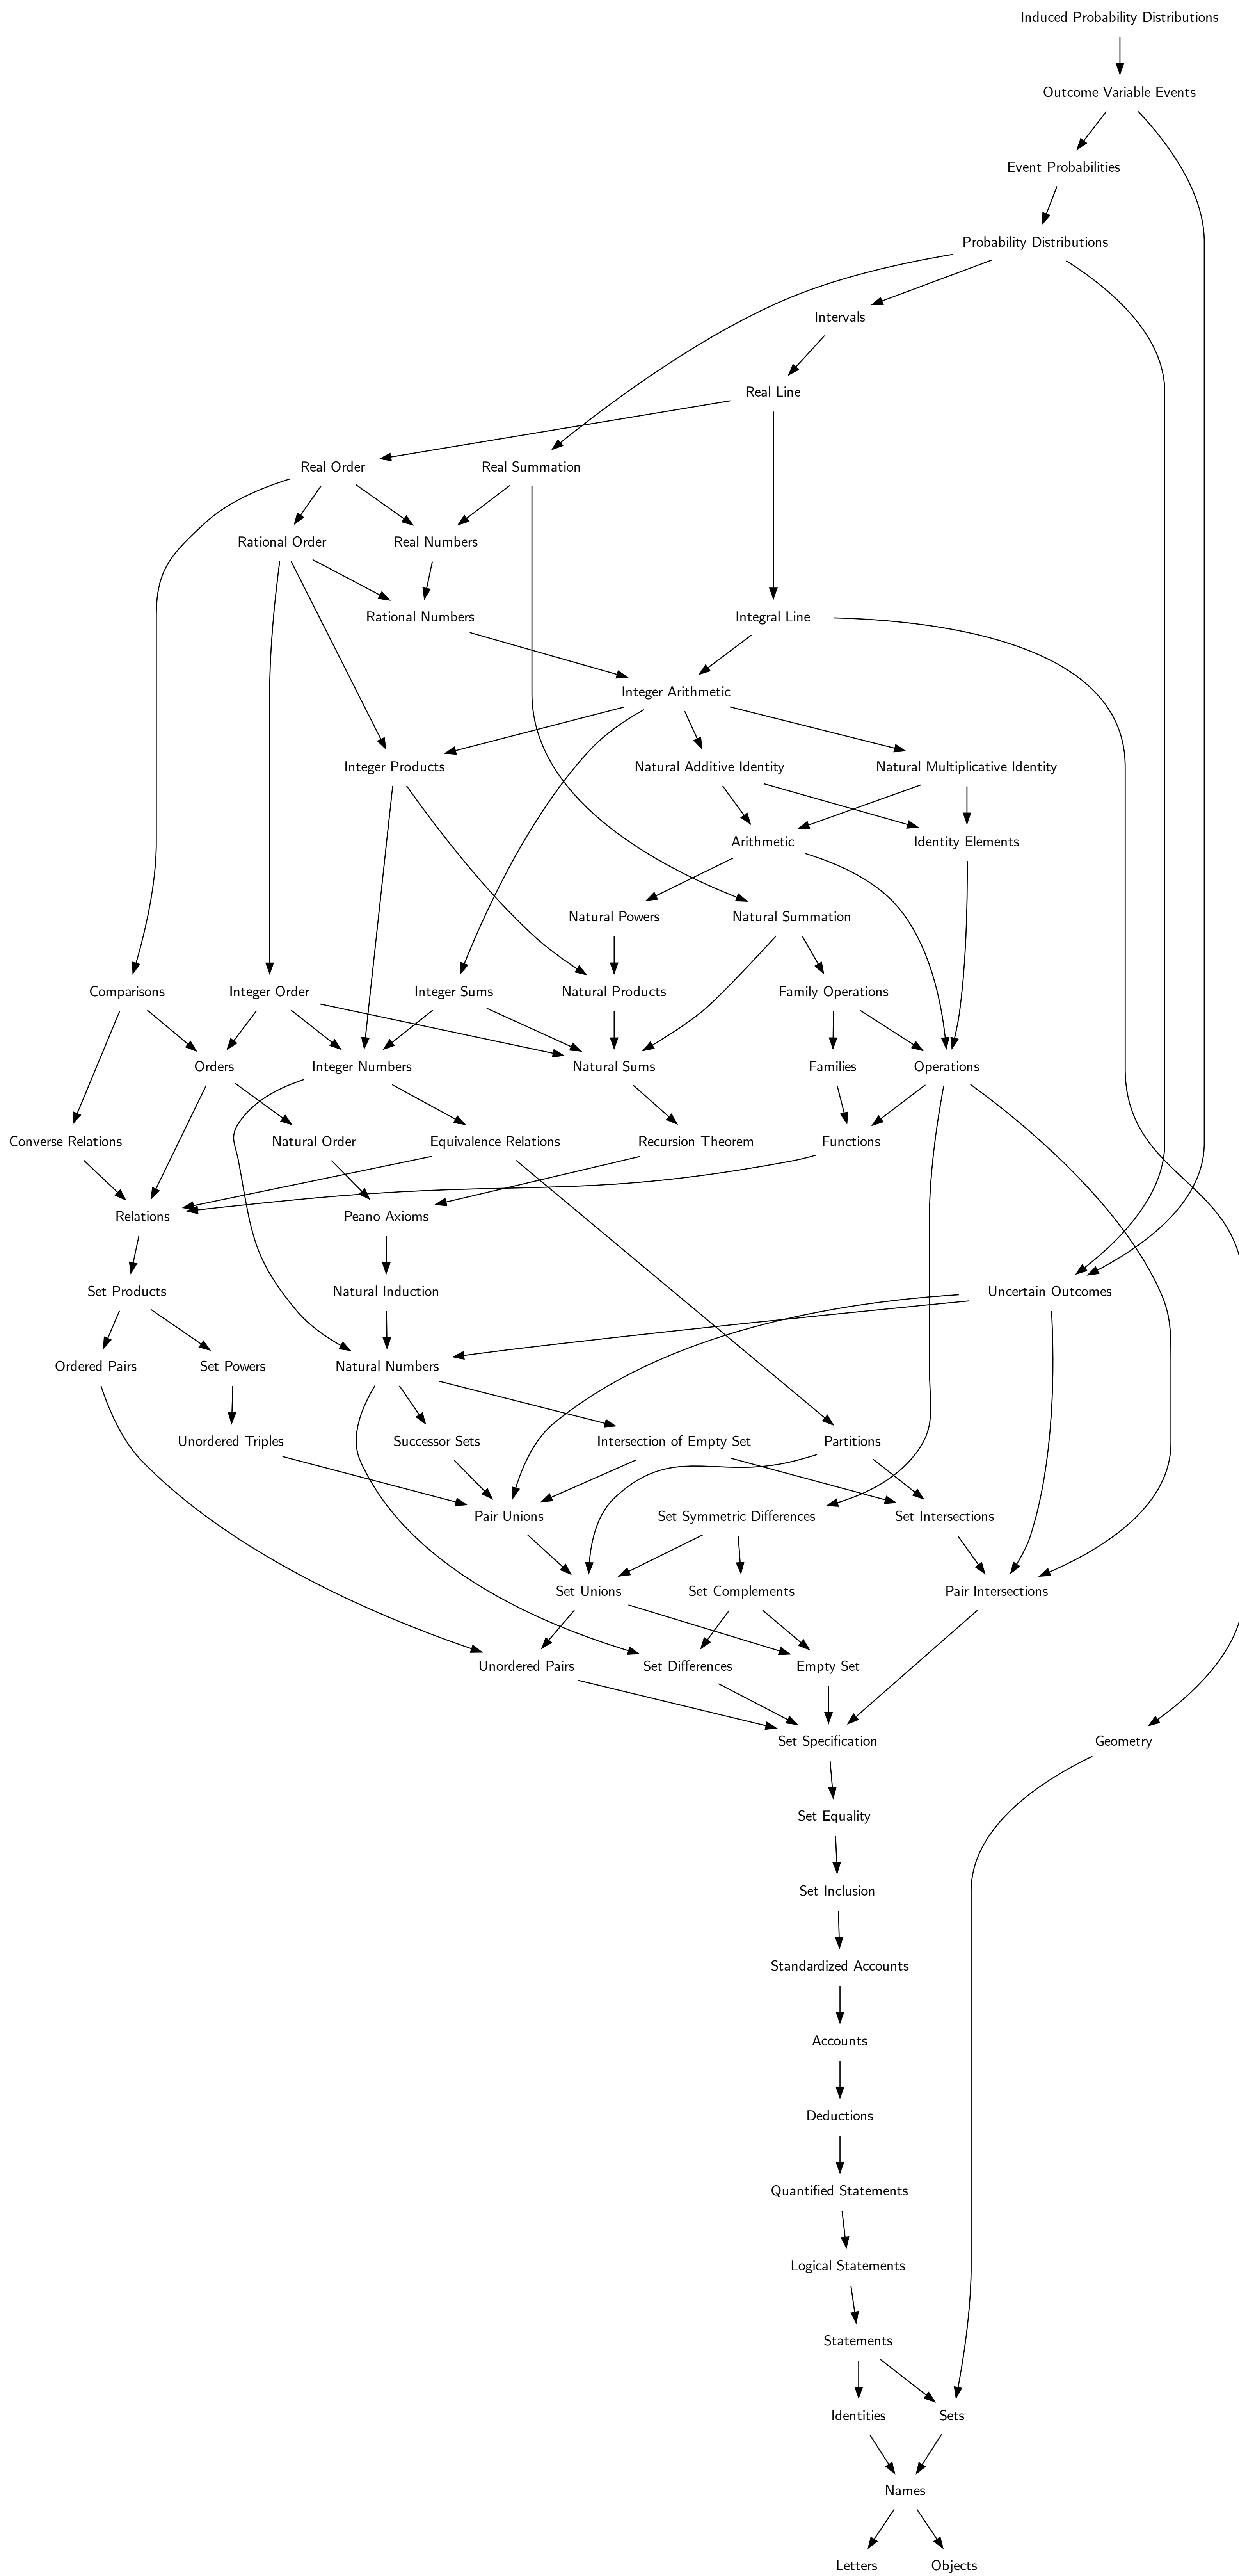 Induced Probability Distributions
Outcome Variable Events
Event Probabilities
Probability Distributions
Intervals
Real Line
Real Order
Real Summation
Rational Order
Real Numbers
Rational Numbers
Integral Line
Integer Arithmetic
Integer Products
Natural Additive Identity
Natural Multiplicative Identity
Arithmetic
Identity Elements
Natural Powers
Natural Summation
Comparisons
Integer Order
Integer Sums
Natural Products
Family Operations
Orders
Integer Numbers
Natural Sums
Families
Operations
Converse Relations
Natural Order
Equivalence Relations
Recursion Theorem
Functions
Relations
Peano Axioms
Set Products
Natural Induction
Uncertain Outcomes
Ordered Pairs
Set Powers
Natural Numbers
Unordered Triples
Successor Sets
Intersection of Empty Set
Partitions
Pair Unions
Set Symmetric Differences
Set Intersections
Set Unions
Set Complements
Pair Intersections
Unordered Pairs
Set Differences
Empty Set
Set Specification
Geometry
Set Equality
Set Inclusion
Standardized Accounts
Accounts
Deductions
Quantified Statements
Logical Statements
Statements
Identities
Sets
Names
Letters
Objects